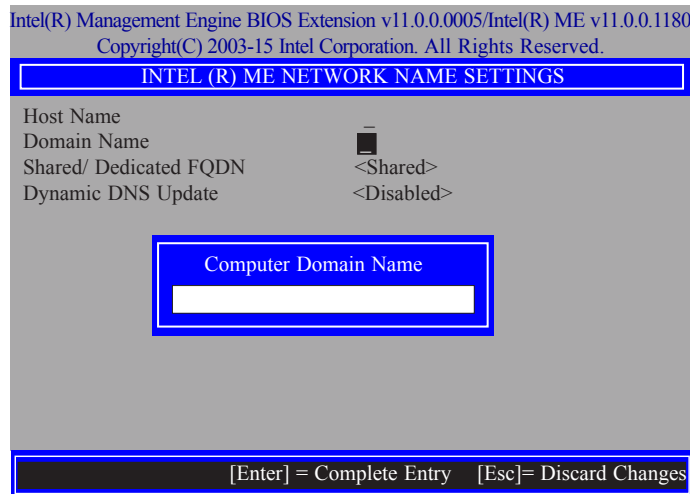 Intel(R) Management Engine BIOS Extension v11.0.0.0005/Intel(R) ME v11.0.0.1180
Copyright(C) 2003-15 Intel Corporation. All Rights Reserved.
INTEL (R) ME NETWORK NAME SETTINGS
Host Name _
Domain Name _
Shared/ Dedicated FQDN <Shared>
Dynamic DNS Update <Disabled>
Computer Domain Name
[Enter] = Complete Entry [Esc]= Discard Changes